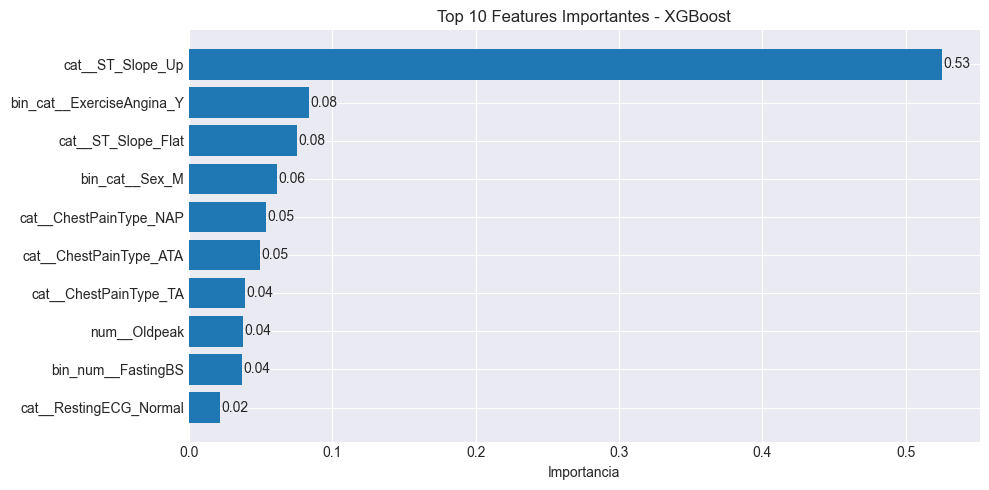 Top 10 Features Importantes - XGBoost
cat__ST_Slope_Up 0.53
bin_cat__ExerciseAngina_Y 0.08
cat__ST_Slope_Flat 0.08
bin_cat__Sex_M 0.06
cat__ChestPainType_NAP 0.05
cat__ChestPainType_ATA 0.05
cat__ChestPainType_TA 0.04
num__Oldpeak 0.04
bin_num__FastingBS 0.04
cat__RestingECG_Normal 0.02
0.0 0.1 0.2 0.3 0.4 0.5
Importancia